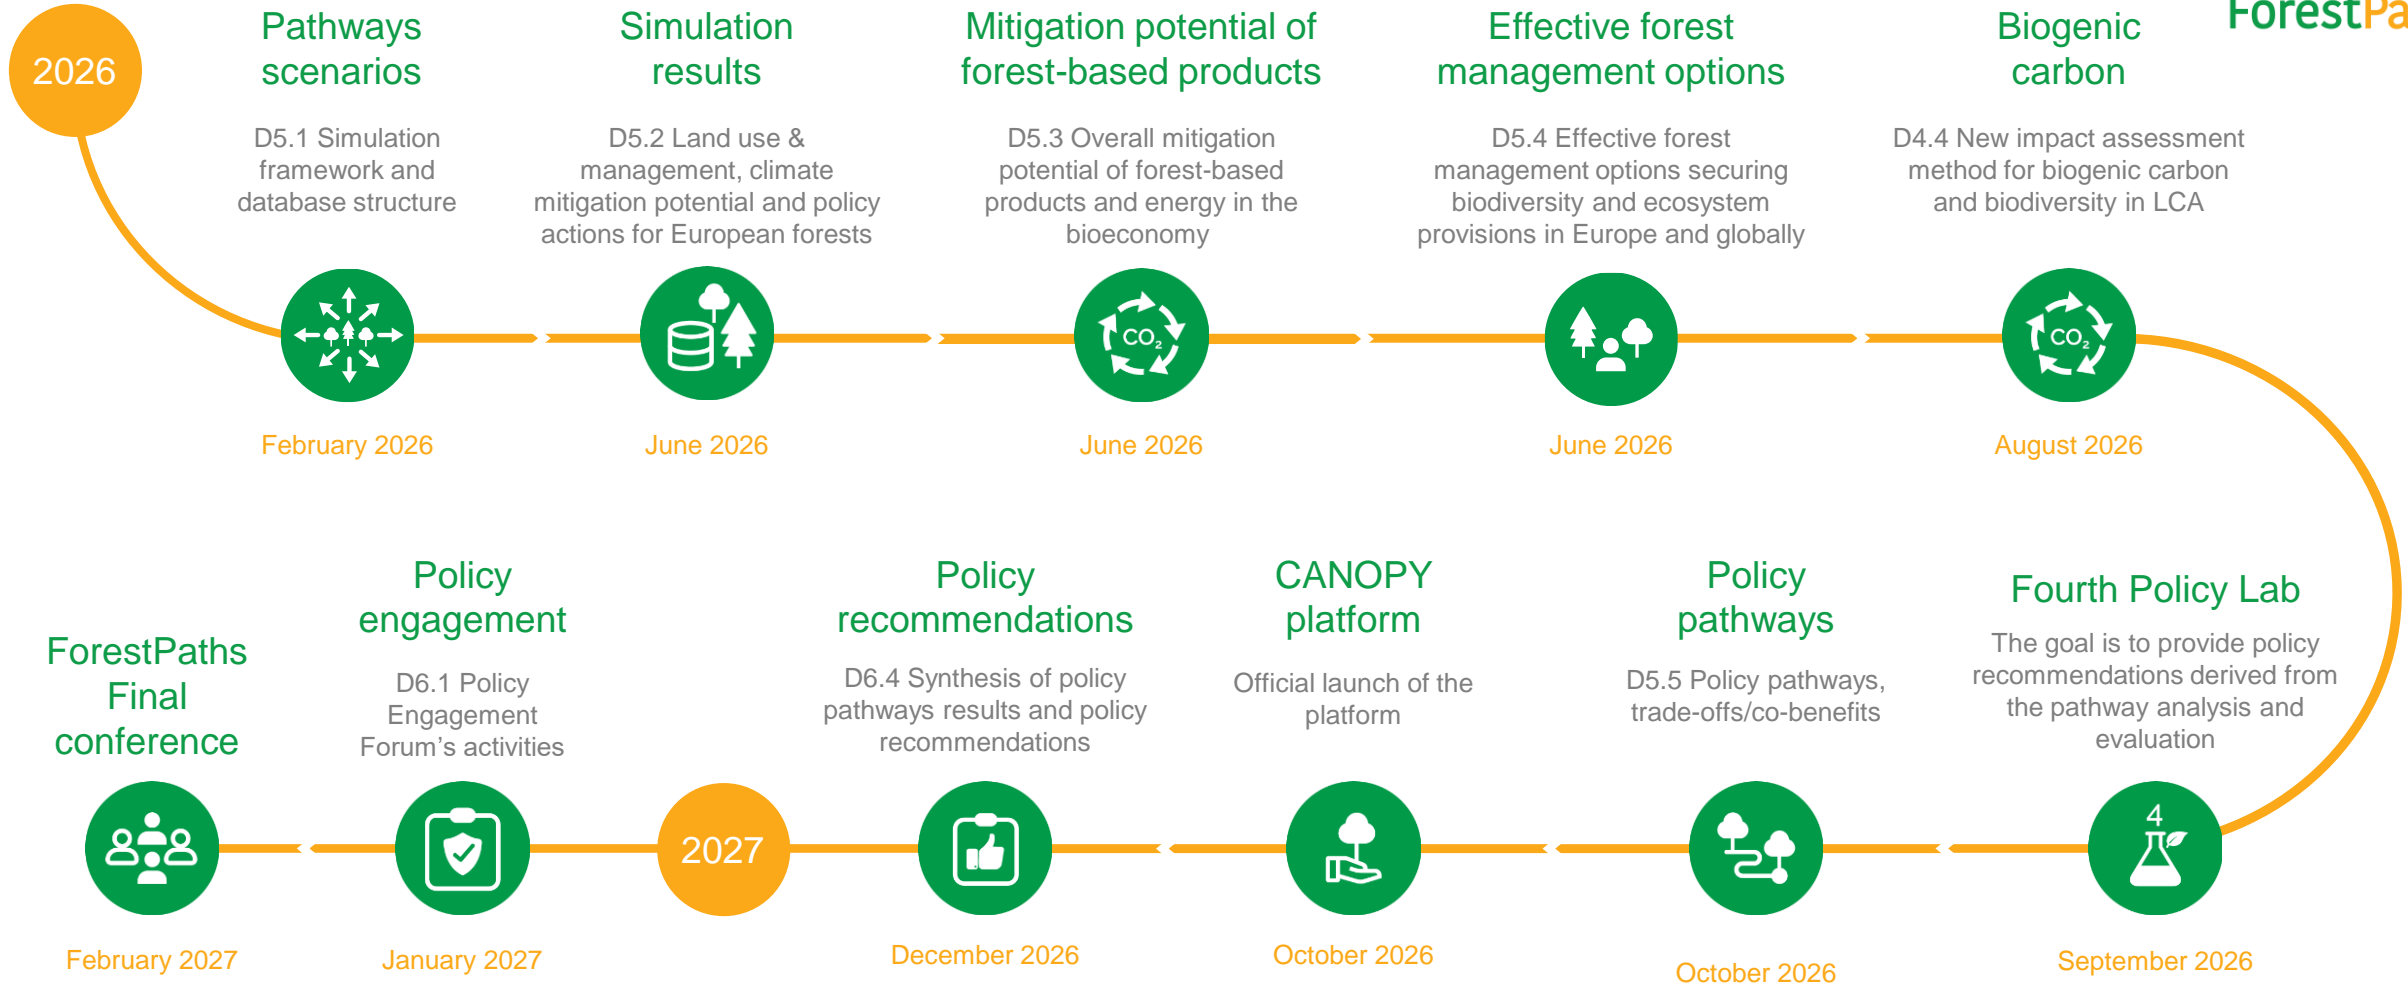 2026
Pathways
scenarios
D5.1 Simulation
framework and
database structure
February 2026
Simulation
results
D5.2 Land use &
management, climate
mitigation potential and policy
actions for European forests
June 2026
Mitigation potential of
forest-based products
D5.3 Overall mitigation
potential of forest-based
products and energy in the
bioeconomy
CO₂
June 2026
Effective forest
management options
D5.4 Effective forest
management options securing
biodiversity and ecosystem
provisions in Europe and globally
June 2026
Biogenic
carbon
D4.4 New impact assessment
method for biogenic carbon
and biodiversity in LCA
CO₂
August 2026
Fourth Policy Lab
The goal is to provide policy
recommendations derived from
the pathway analysis and
evaluation
4
September 2026
Policy
pathways
D5.5 Policy pathways,
trade-offs/co-benefits
October 2026
CANOPY
platform
Official launch of the
platform
October 2026
Policy
recommendations
D6.4 Synthesis of policy
pathways results and policy
recommendations
December 2026
2027
Policy
engagement
D6.1 Policy
Engagement
Forum's activities
January 2027
ForestPaths
Final
conference
February 2027